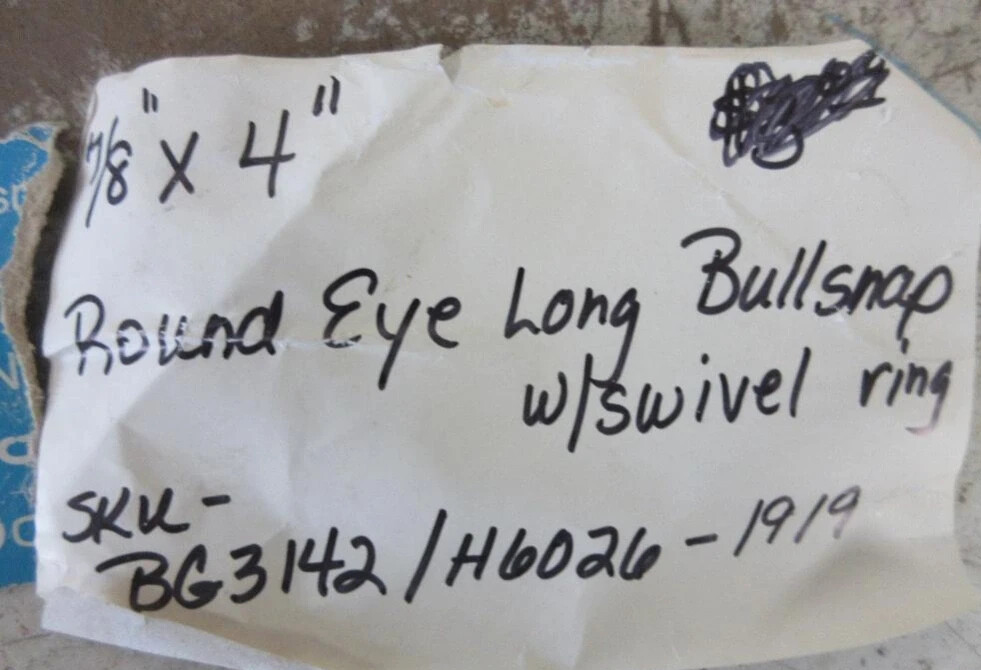 7/8" x 4"
Round Eye Long Bullsnap
w/swivel ring
SKU-
BG3142/H6026-1919